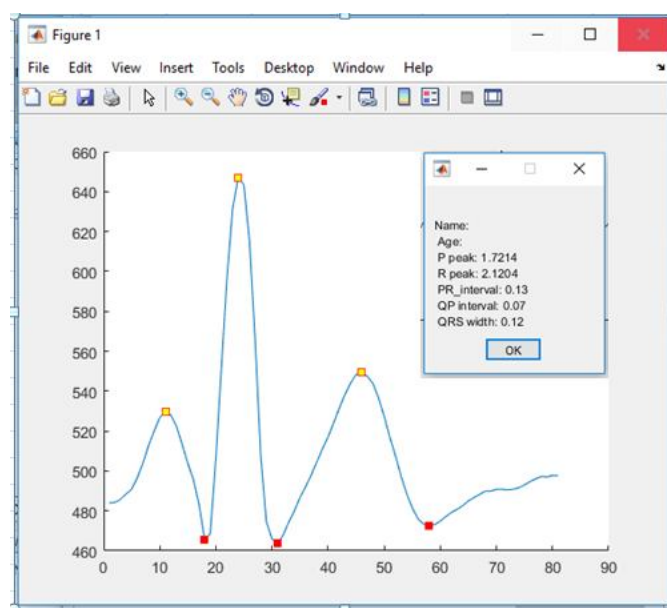 Figure 1
File Edit View Insert Tools Desktop Window Help
660
640
620
600
580
560
540
520
500
480
460
0 10 20 30 40 50 60 70 80 90
Name:
Age:
P peak: 1.7214
R peak: 2.1204
PR_interval: 0.13
QP interval: 0.07
QRS width: 0.12
OK